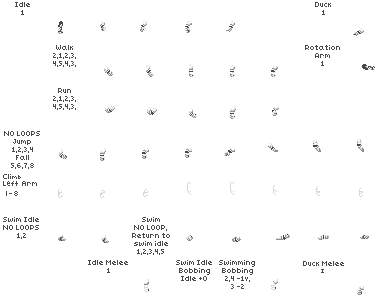 Idle
1
Duck
1
Walk
2,1,2,3,
4,5,4,3,
Rotation
Arm
1
Run
2,1,2,3,
4,5,4,3,
NO LOOPS
Jump
1,2,3,4
Fall
5,6,7,8
Climb
Left Arm
1-8
Swim Idle
NO LOOPS
1,2
Swim
NO LOOP,
Return to
swim idle
1,2,3,4,5
Idle Melee
1
Swim Idle
Bobbing
Idle +0
Swimming
Bobbing
2,4 -1v,
3 -2
Duck Melee
1